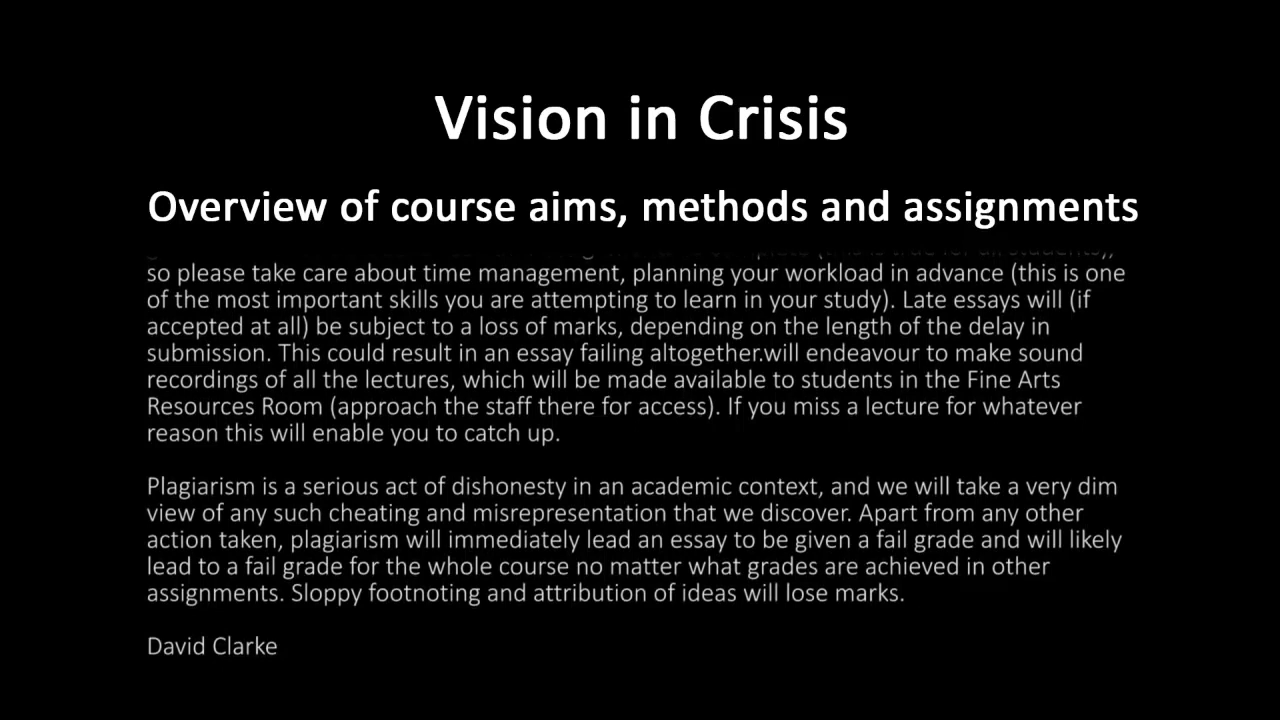 Vision in Crisis
Overview of course aims, methods and assignments
so please take care about time management, planning your workload in advance (this is one
of the most important skills you are attempting to learn in your study). Late essays will (if
accepted at all) be subject to a loss of marks, depending on the length of the delay in
submission. This could result in an essay failing altogether.will endeavour to make sound
recordings of all the lectures, which will be made available to students in the Fine Arts
Resources Room (approach the staff there for access). If you miss a lecture for whatever
reason this will enable you to catch up.
Plagiarism is a serious act of dishonesty in an academic context, and we will take a very dim
view of any such cheating and misrepresentation that we discover. Apart from any other
action taken, plagiarism will immediately lead an essay to be given a fail grade and will likely
lead to a fail grade for the whole course no matter what grades are achieved in other
assignments. Sloppy footnoting and attribution of ideas will lose marks.
David Clarke